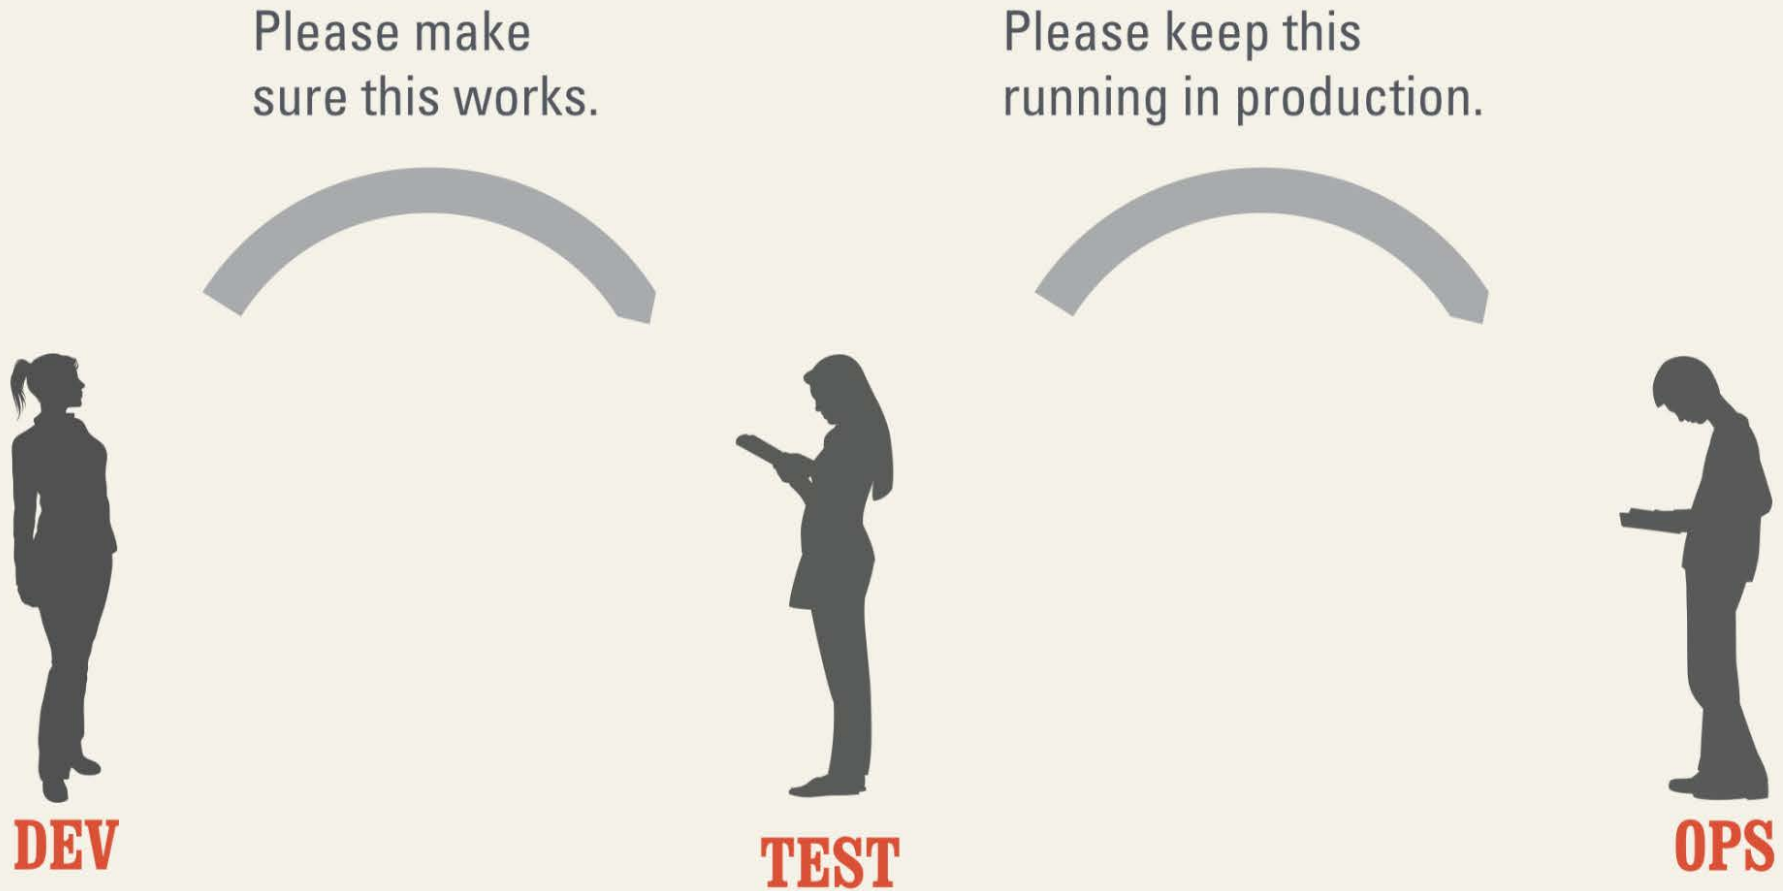 Please make
sure this works.
Please keep this
running in production.
DEV
TEST
OPS